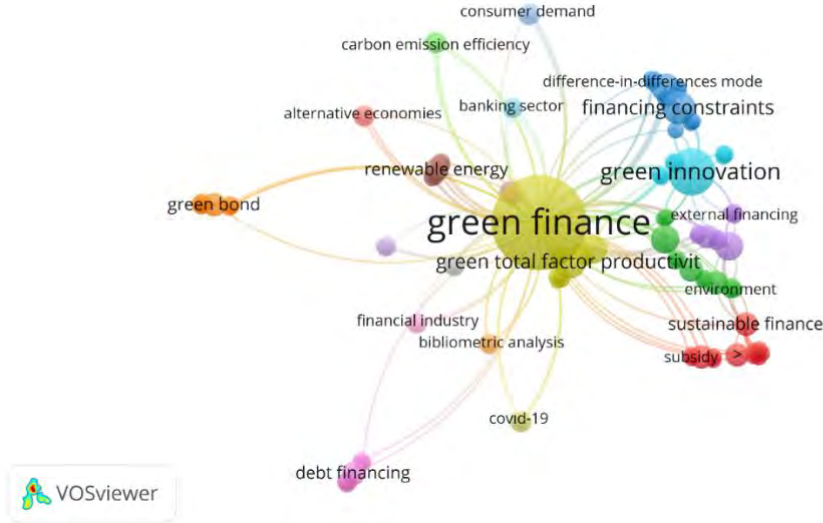 consumer demand
carbon emission efficiency
difference-in-differences mode
alternative economies
banking sector
financing constraints
renewable energy
green innovation
green bond
green finance
external financing
green total factor productivit
environment
financial industry
sustainable finance
bibliometric analysis
subsidy
>
covid-19
debt financing
VOSviewer